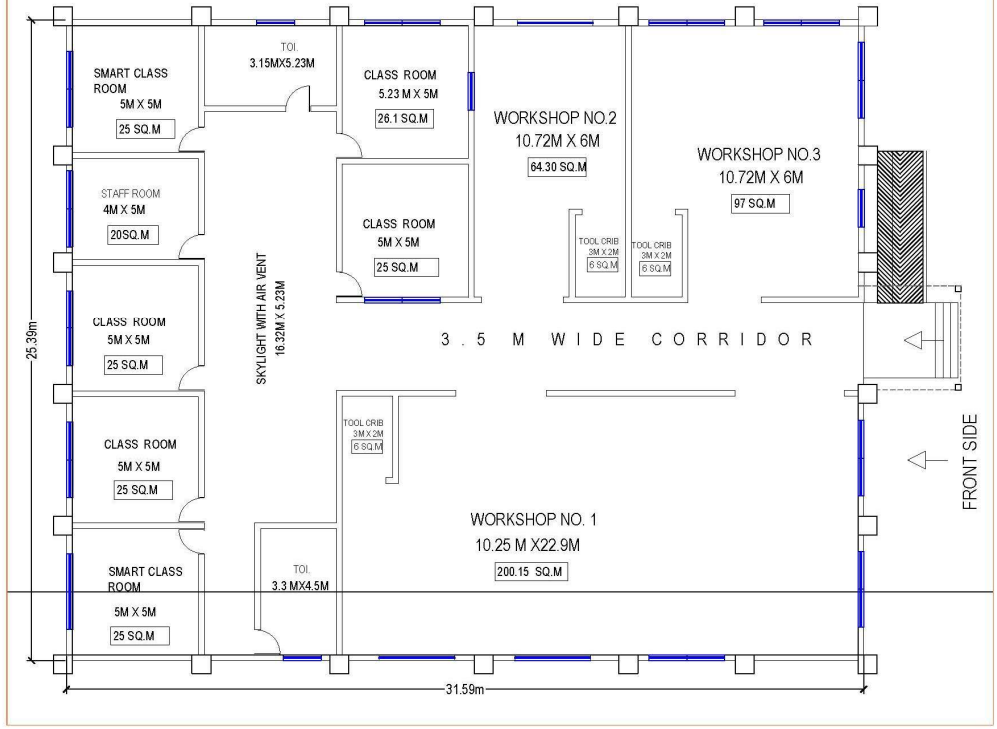 SMART CLASS
ROOM
5M X 5M
25 SQ.M
TOI.
3.15MX5.23M
CLASS ROOM
5.23 M X 5M
26.1 SQ.M
WORKSHOP NO.2
10.72M X 6M
64.30 SQ.M
WORKSHOP NO.3
10.72M X 6M
97 SQ.M
STAFF ROOM
4M X 5M
20SQ.M
CLASS ROOM
5M X 5M
25 SQ.M
TOOL CRIB
3M X 2M
6 SQ.M
TOOL CRIB
3M X 2M
6 SQ.M
SKYLIGHT WITH AIR VENT
16.32M X 5.23M
CLASS ROOM
5M X 5M
25 SQ.M
3.5 M WIDE CORRIDOR
25.39m
FRONT SIDE
CLASS ROOM
5M X 5M
25 SQ.M
TOOL CRIB
3M X 2M
6 SQ.M
WORKSHOP NO. 1
10.25 M X22.9M
200.15 SQ.M
SMART CLASS
ROOM
5M X 5M
25 SQ.M
TOI.
3.3 MX4.5M
31.59m